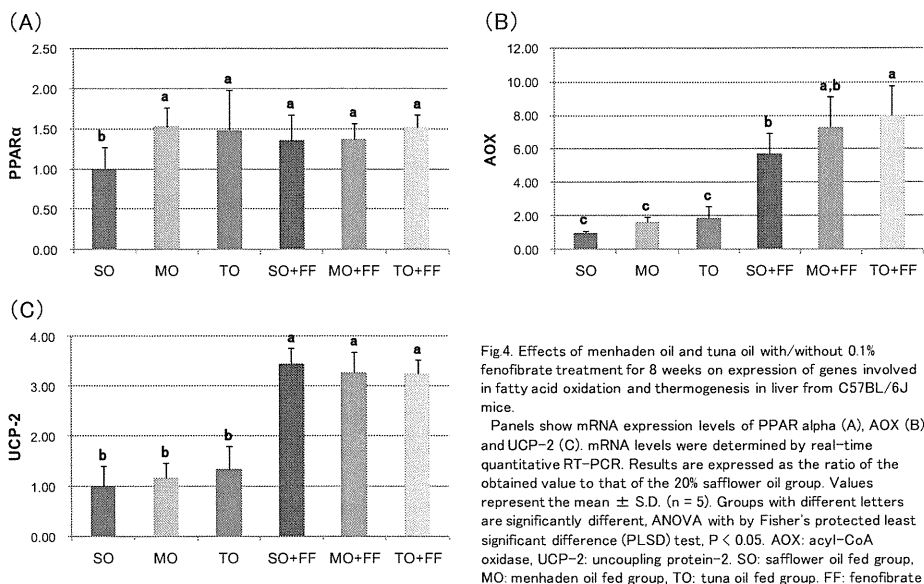 (A)
2.50
2.00
1.50
1.00
0.50
0.00
PPARα
b
a
a
a
a
a
SO MO TO SO+FF MO+FF TO+FF
(B)
12.00
10.00
8.00
6.00
4.00
2.00
0.00
AOX
c
c
c
b
a,b
a
SO MO TO SO+FF MO+FF TO+FF
(C)
4.00
3.00
2.00
1.00
0.00
UCP-2
b
b
b
a
a
a
SO MO TO SO+FF MO+FF TO+FF
Fig.4. Effects of menhaden oil and tuna oil with/without 0.1%
fenofibrate treatment for 8 weeks on expression of genes involved
in fatty acid oxidation and thermogenesis in liver from C57BL/6J
mice.
Panels show mRNA expression levels of PPAR alpha (A), AOX (B)
and UCP-2 (C). mRNA levels were determined by real-time
quantitative RT-PCR. Results are expressed as the ratio of the
obtained value to that of the 20% safflower oil group. Values
represent the mean ± S.D. (n = 5). Groups with different letters
are significantly different, ANOVA with by Fisher's protected least
significant difference (PLSD) test, P < 0.05. AOX: acyl-CoA
oxidase, UCP-2: uncoupling protein-2. SO: safflower oil fed group,
MO: menhaden oil fed group, TO: tuna oil fed group. FF: fenofibrate